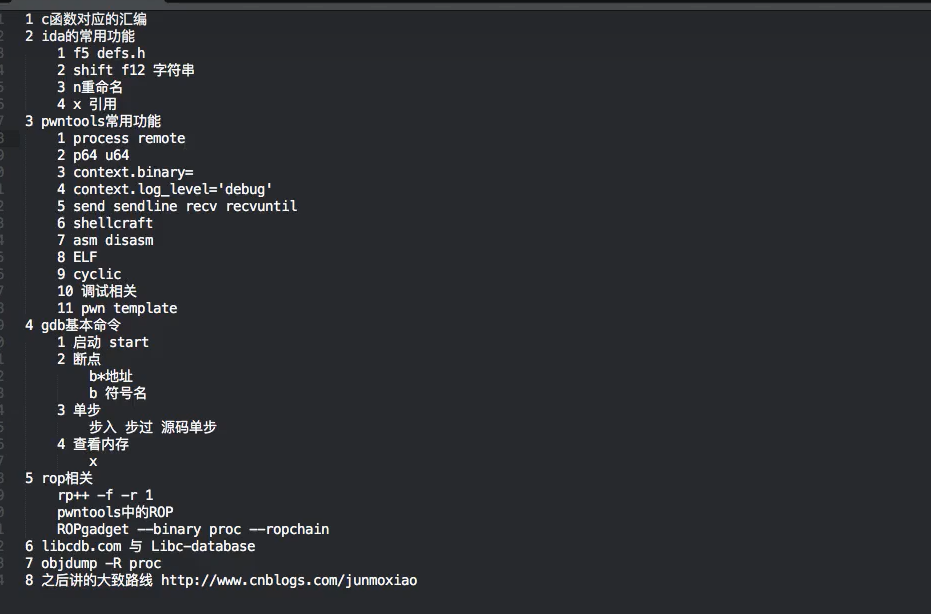 1 c函数对应的汇编
2 ida的常用功能
1 f5 defs.h
2 shift f12 字符串
3 n重命名
4 x 引用
3 pwntools常用功能
1 process remote
2 p64 u64
3 context.binary=
4 context.log_level='debug'
5 send sendline recv recvuntil
6 shellcraft
7 asm disasm
8 ELF
9 cyclic
10 调试相关
11 pwn template
4 gdb基本命令
1 启动 start
2 断点
b*地址
b 符号名
3 单步
步入 步过 源码单步
4 查看内存
x
5 rop相关
rp++ -f -r 1
pwntools中的ROP
ROPgadget --binary proc --ropchain
6 libcdb.com 与 Libc-database
7 objdump -R proc
8 之后讲的大致路线 http://www.cnblogs.com/junmoxiao